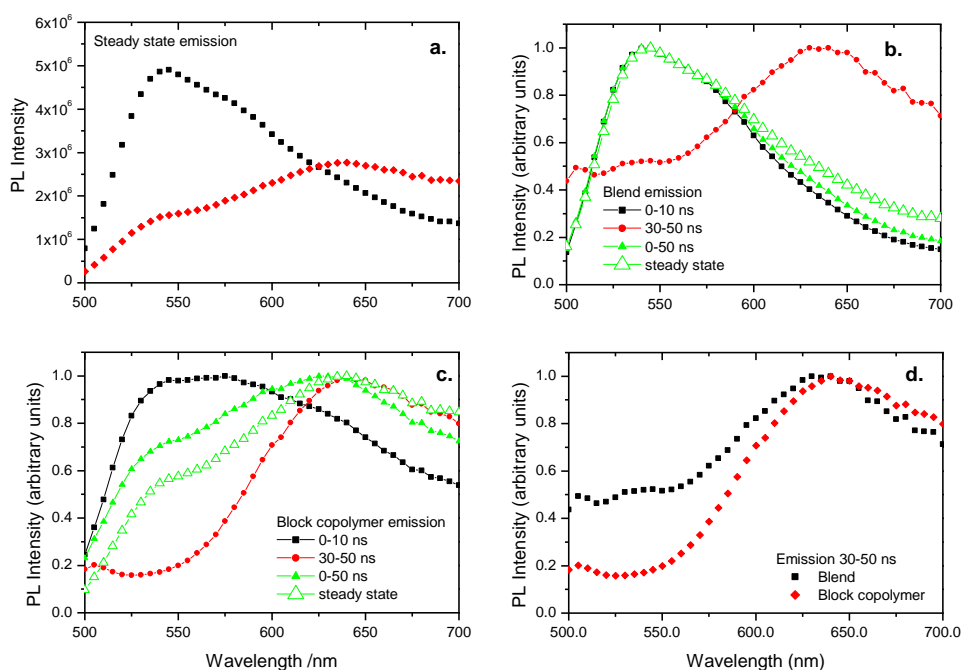 Steady state emission
a.
PL Intensity
6x10⁶
5x10⁶
4x10⁶
3x10⁶
2x10⁶
1x10⁶
0
500 550 600 650 700
b.
PL Intensity (arbitrary units)
1.0
0.8
0.6
0.4
0.2
0.0
Blend emission
0-10 ns
30-50 ns
0-50 ns
steady state
500 550 600 650 700
c.
PL Intensity (arbitrary units)
1.0
0.8
0.6
0.4
0.2
0.0
Block copolymer emission
0-10 ns
30-50 ns
0-50 ns
steady state
500 550 600 650 700
Wavelength /nm
d.
PL Intensity (arbitrary units)
1.0
0.8
0.6
0.4
0.2
0.0
Emission 30-50 ns
Blend
Block copolymer
500.0 550.0 600.0 650.0 700.0
Wavelength (nm)